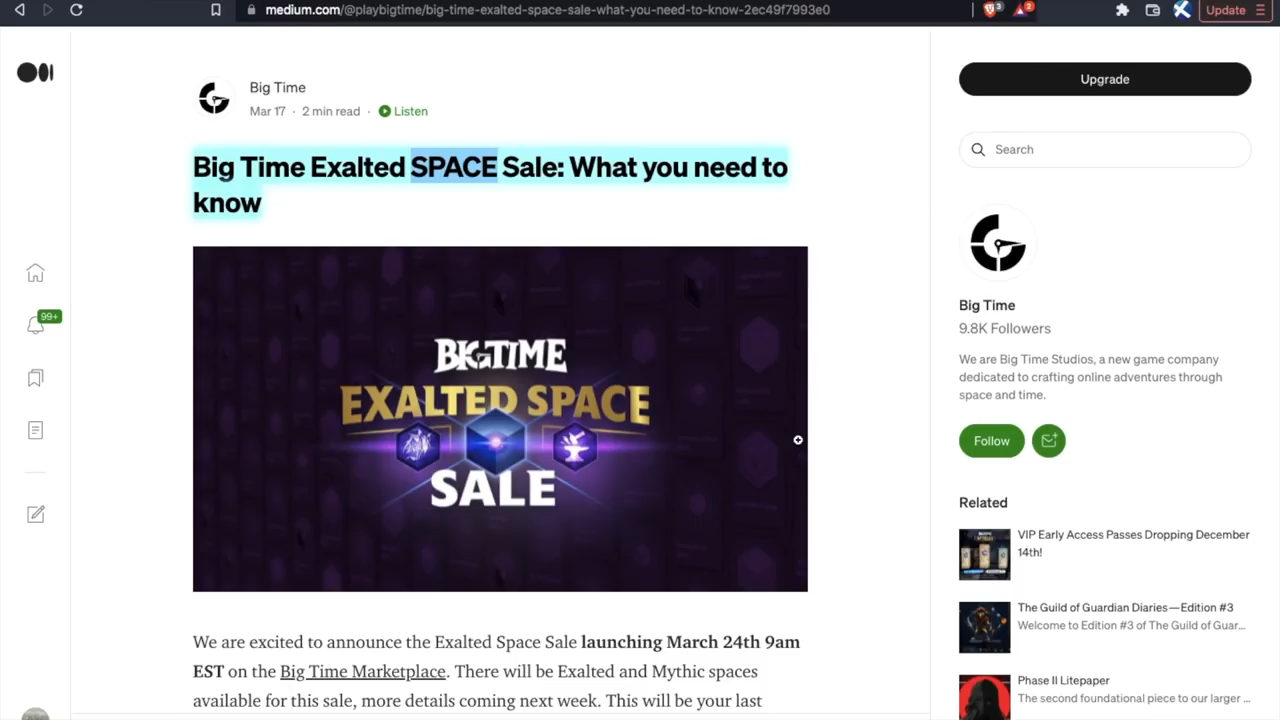 medium.com/@playbigtime/big-time-exalted-space-sale-what-you-need-to-know-2ec49f7993e0
3
2
Update
Big Time
Mar 17 · 2 min read · Listen
Big Time Exalted SPACE Sale: What you need to
know
BIGTIME
EXALTED SPACE
SALE
We are excited to announce the Exalted Space Sale launching March 24th 9am
EST on the Big Time Marketplace. There will be Exalted and Mythic spaces
available for this sale, more details coming next week. This will be your last
99+
Upgrade
Search
Big Time
9.8K Followers
We are Big Time Studios, a new game company
dedicated to crafting online adventures through
space and time.
Follow
Related
VIP Early Access Passes Dropping December
14th!
The Guild of Guardian Diaries—Edition #3
Welcome to Edition #3 of The Guild of Guar...
Phase II Litepaper
The second foundational piece to our larger ...